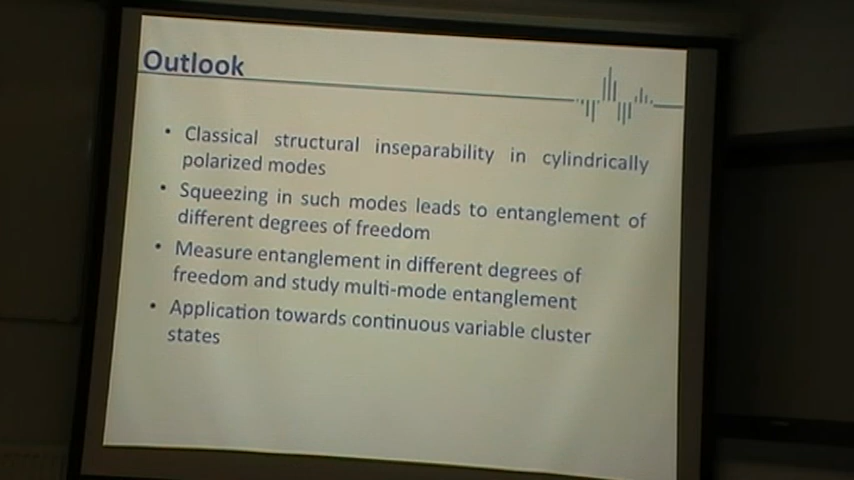 Outlook
• Classical structural inseparability in cylindrically
polarized modes
• Squeezing in such modes leads to entanglement of
different degrees of freedom
• Measure entanglement in different degrees of
freedom and study multi-mode entanglement
• Application towards continuous variable cluster
states